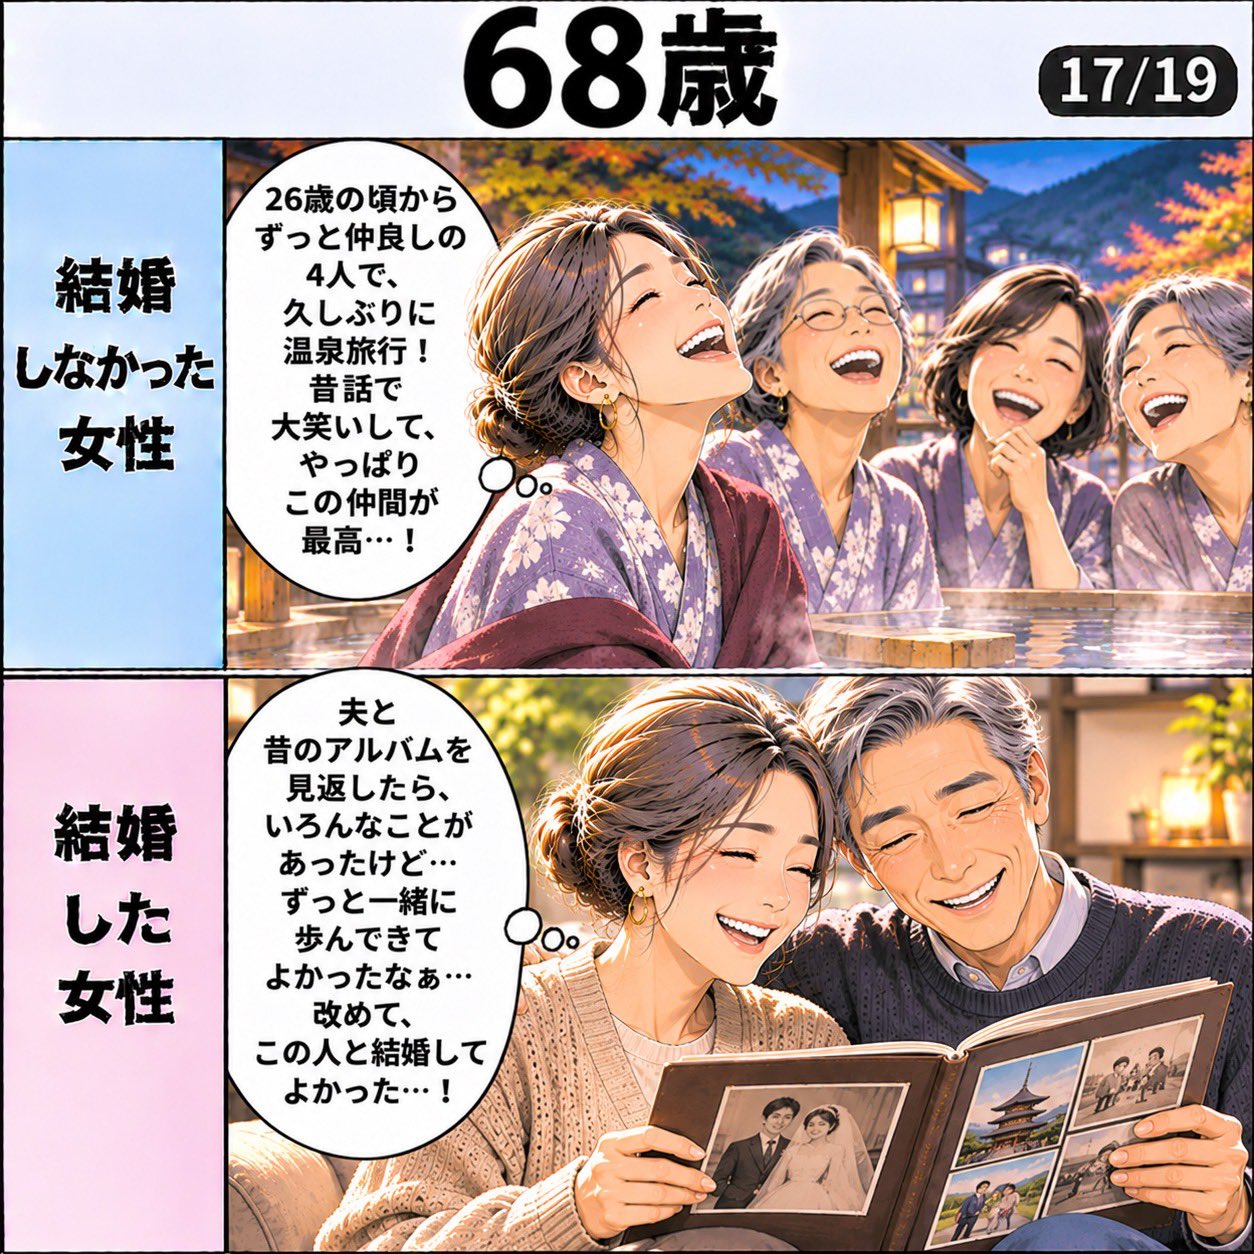 68歳
17/19
結婚
しなかった
女性
26歳の頃から
ずっと仲良しの
4人で、
久しぶりに
温泉旅行！
昔話で
大笑いして、
やっぱり
この仲間が
最高…！
結婚
した
女性
夫と
昔のアルバムを
見返したら、
いろんなことが
あったけど…
ずっと一緒に
歩んできて
よかったなぁ…
改めて、
この人と結婚して
よかった…！